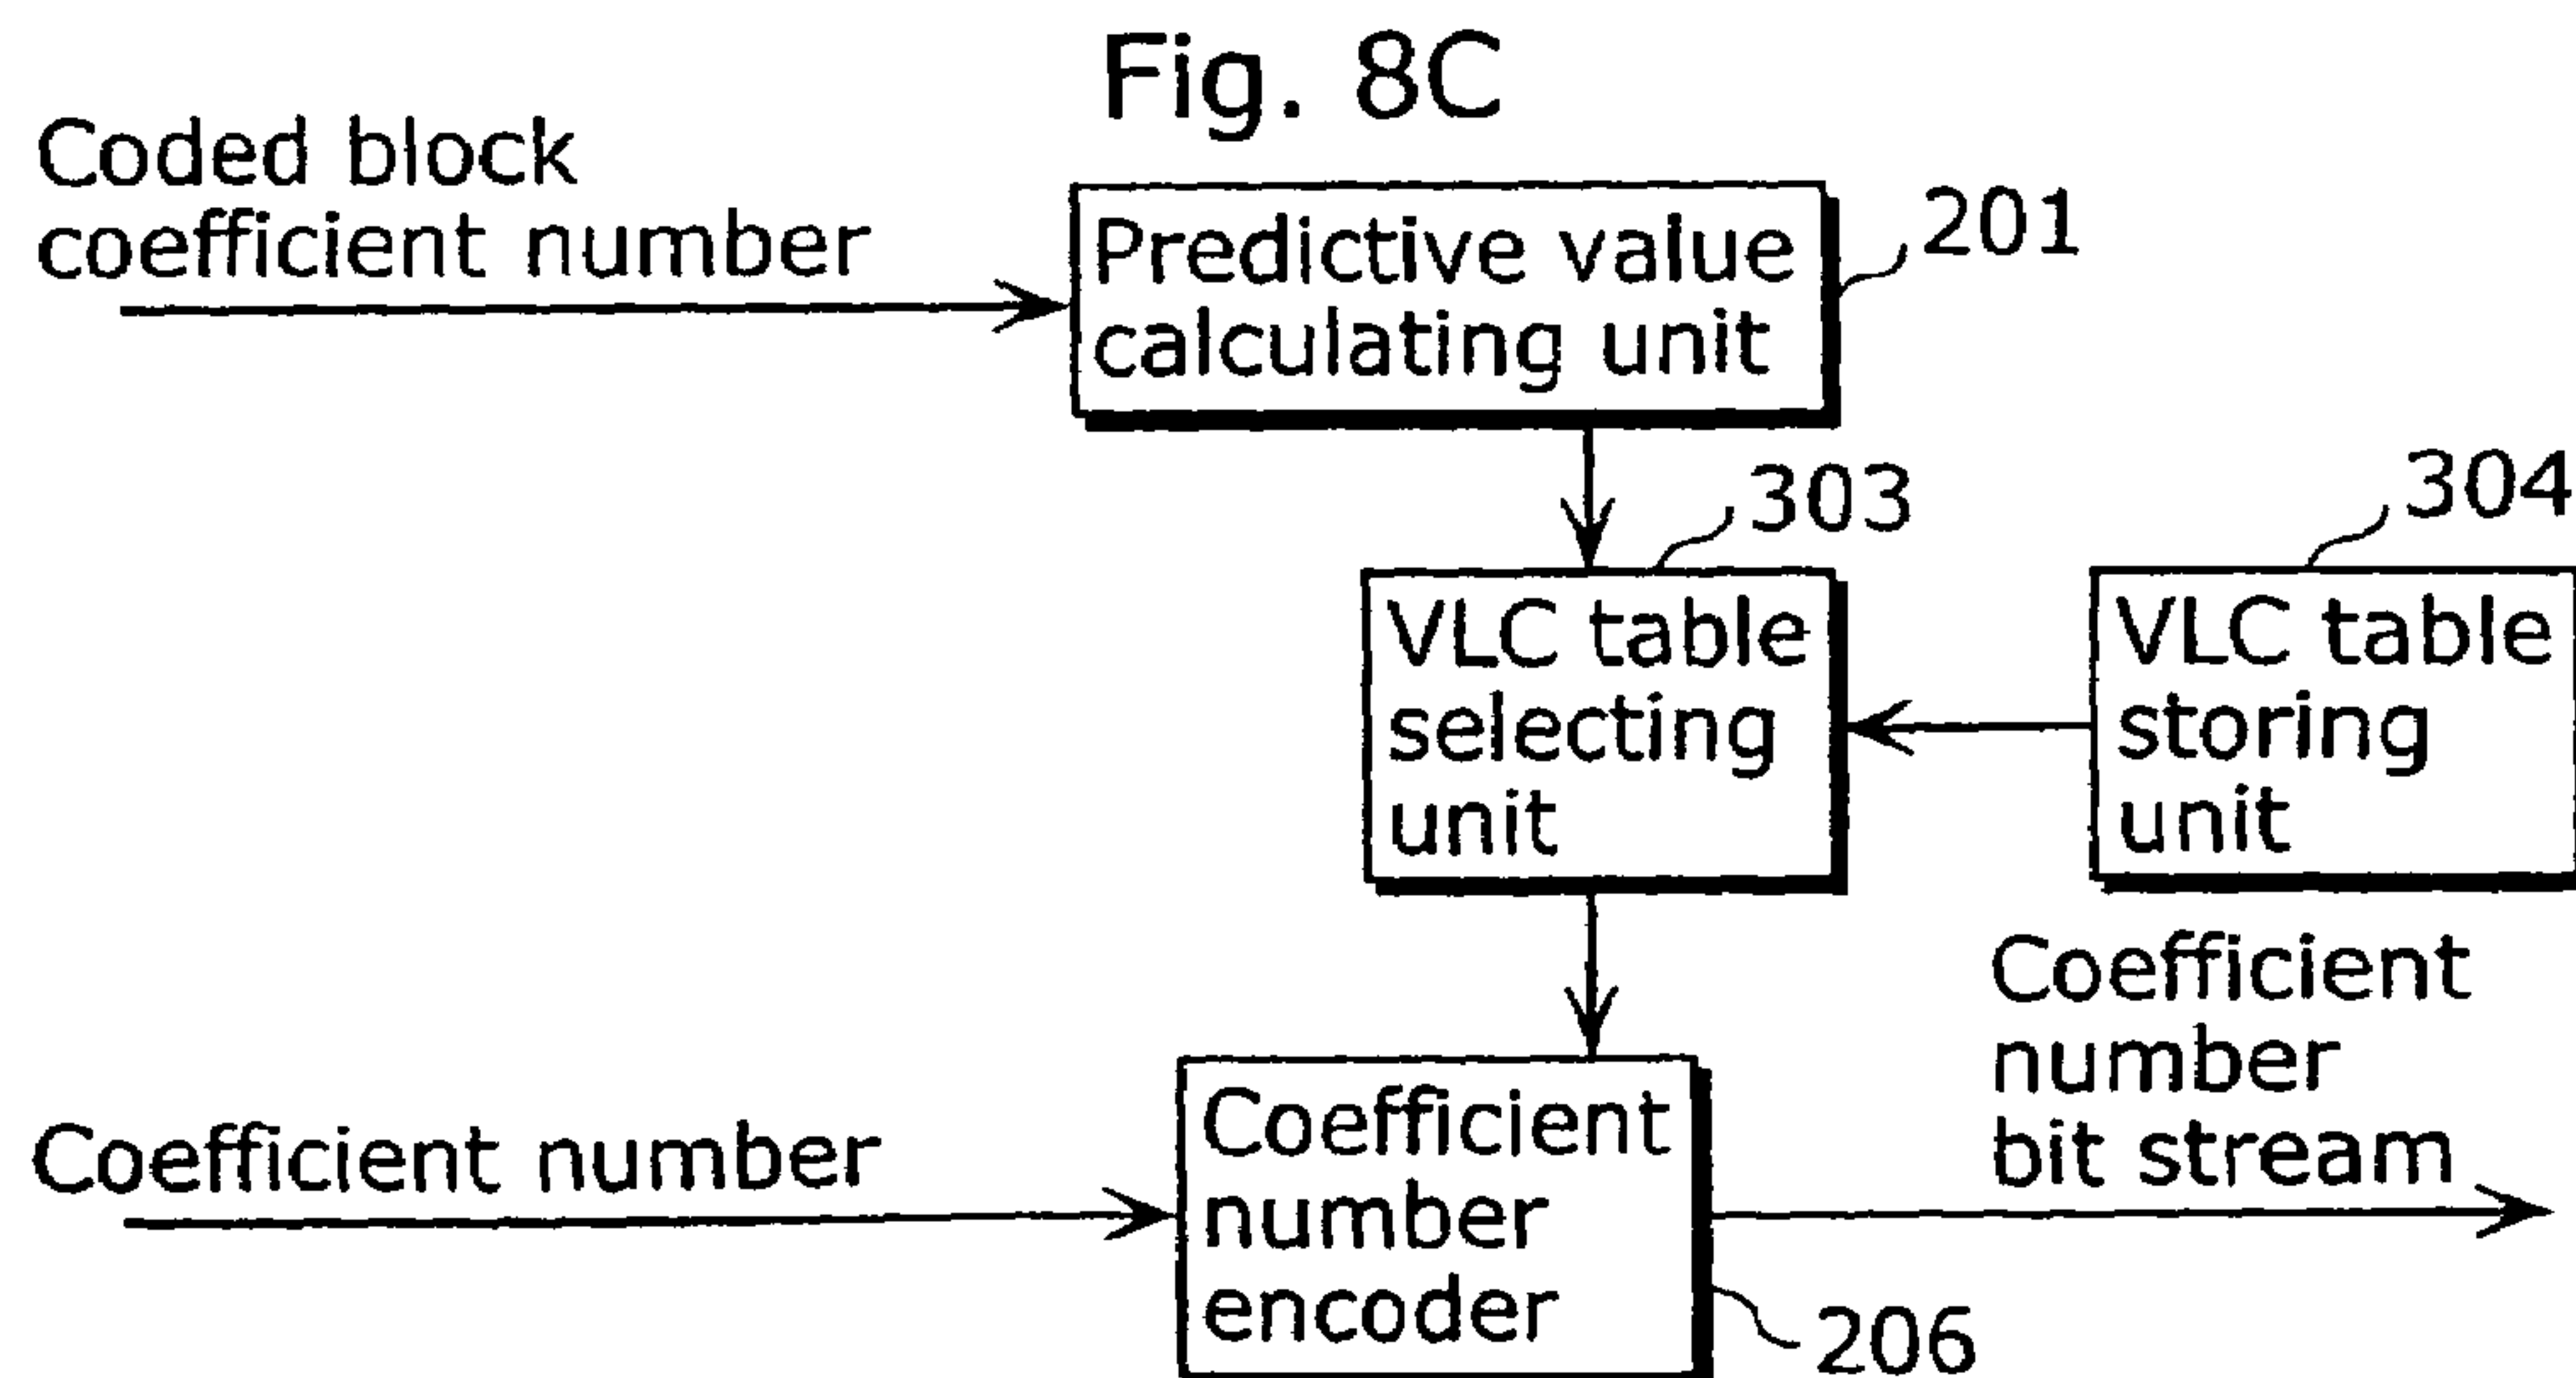 Fig. 8C
Coded block
coefficient number
Predictive value
calculating unit
201
303
304
VLC table
selecting
unit
VLC table
storing
unit
Coefficient number
Coefficient
number
encoder
206
Coefficient
number
bit stream